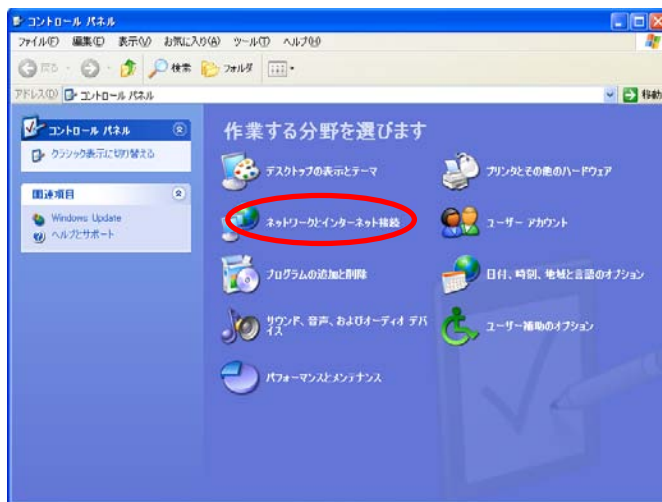 コントロール パネル
ファイル(F) 編集(E) 表示(V) お気に入り(A) ツール(T) ヘルプ(H)
戻る 検索 フォルダ
アドレス(D) コントロール パネル 移動
コントロール パネル
クラシック表示に切り替える
関連項目
Windows Update
ヘルプとサポート
作業する分野を選びます
デスクトップの表示とテーマ
プリンタとその他のハードウェア
ネットワークとインターネット接続
ユーザー アカウント
プログラムの追加と削除
日付、時刻、地域と言語のオプション
サウンド、音声、およびオーディオ デバ
イス
ユーザー補助のオプション
パフォーマンスとメンテナンス